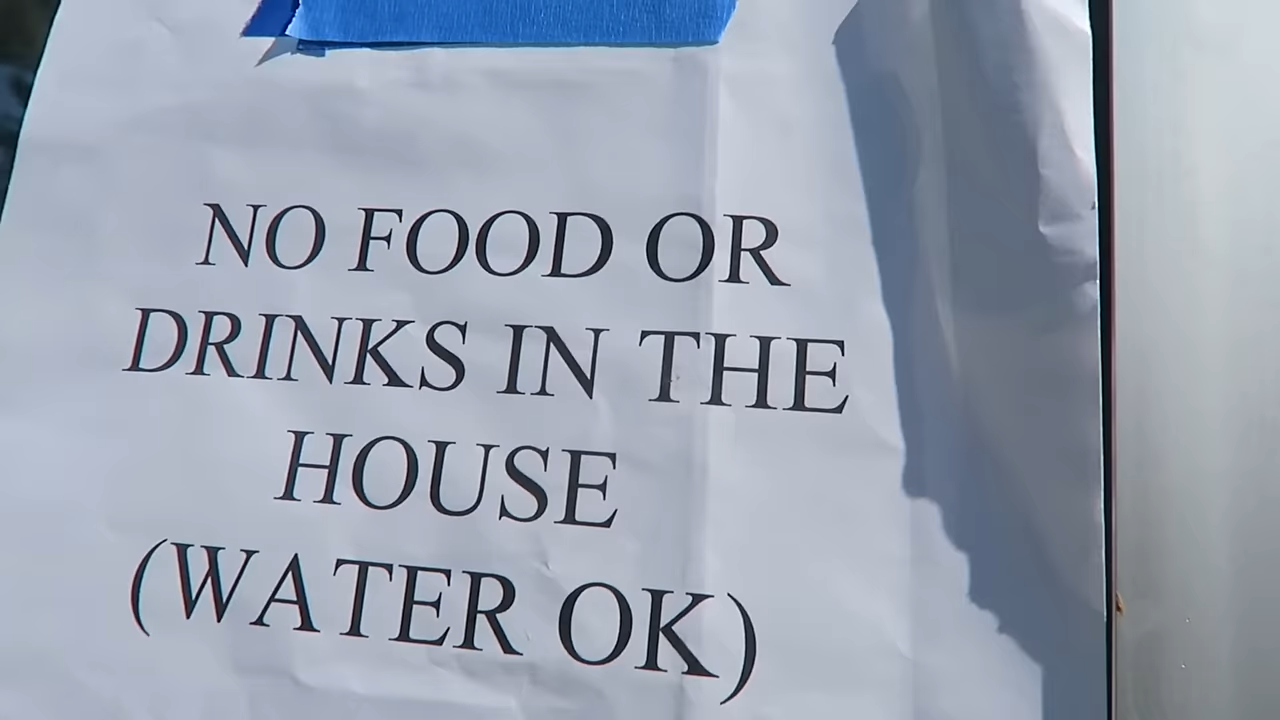 NO FOOD OR
DRINKS IN THE
HOUSE
(WATER OK)